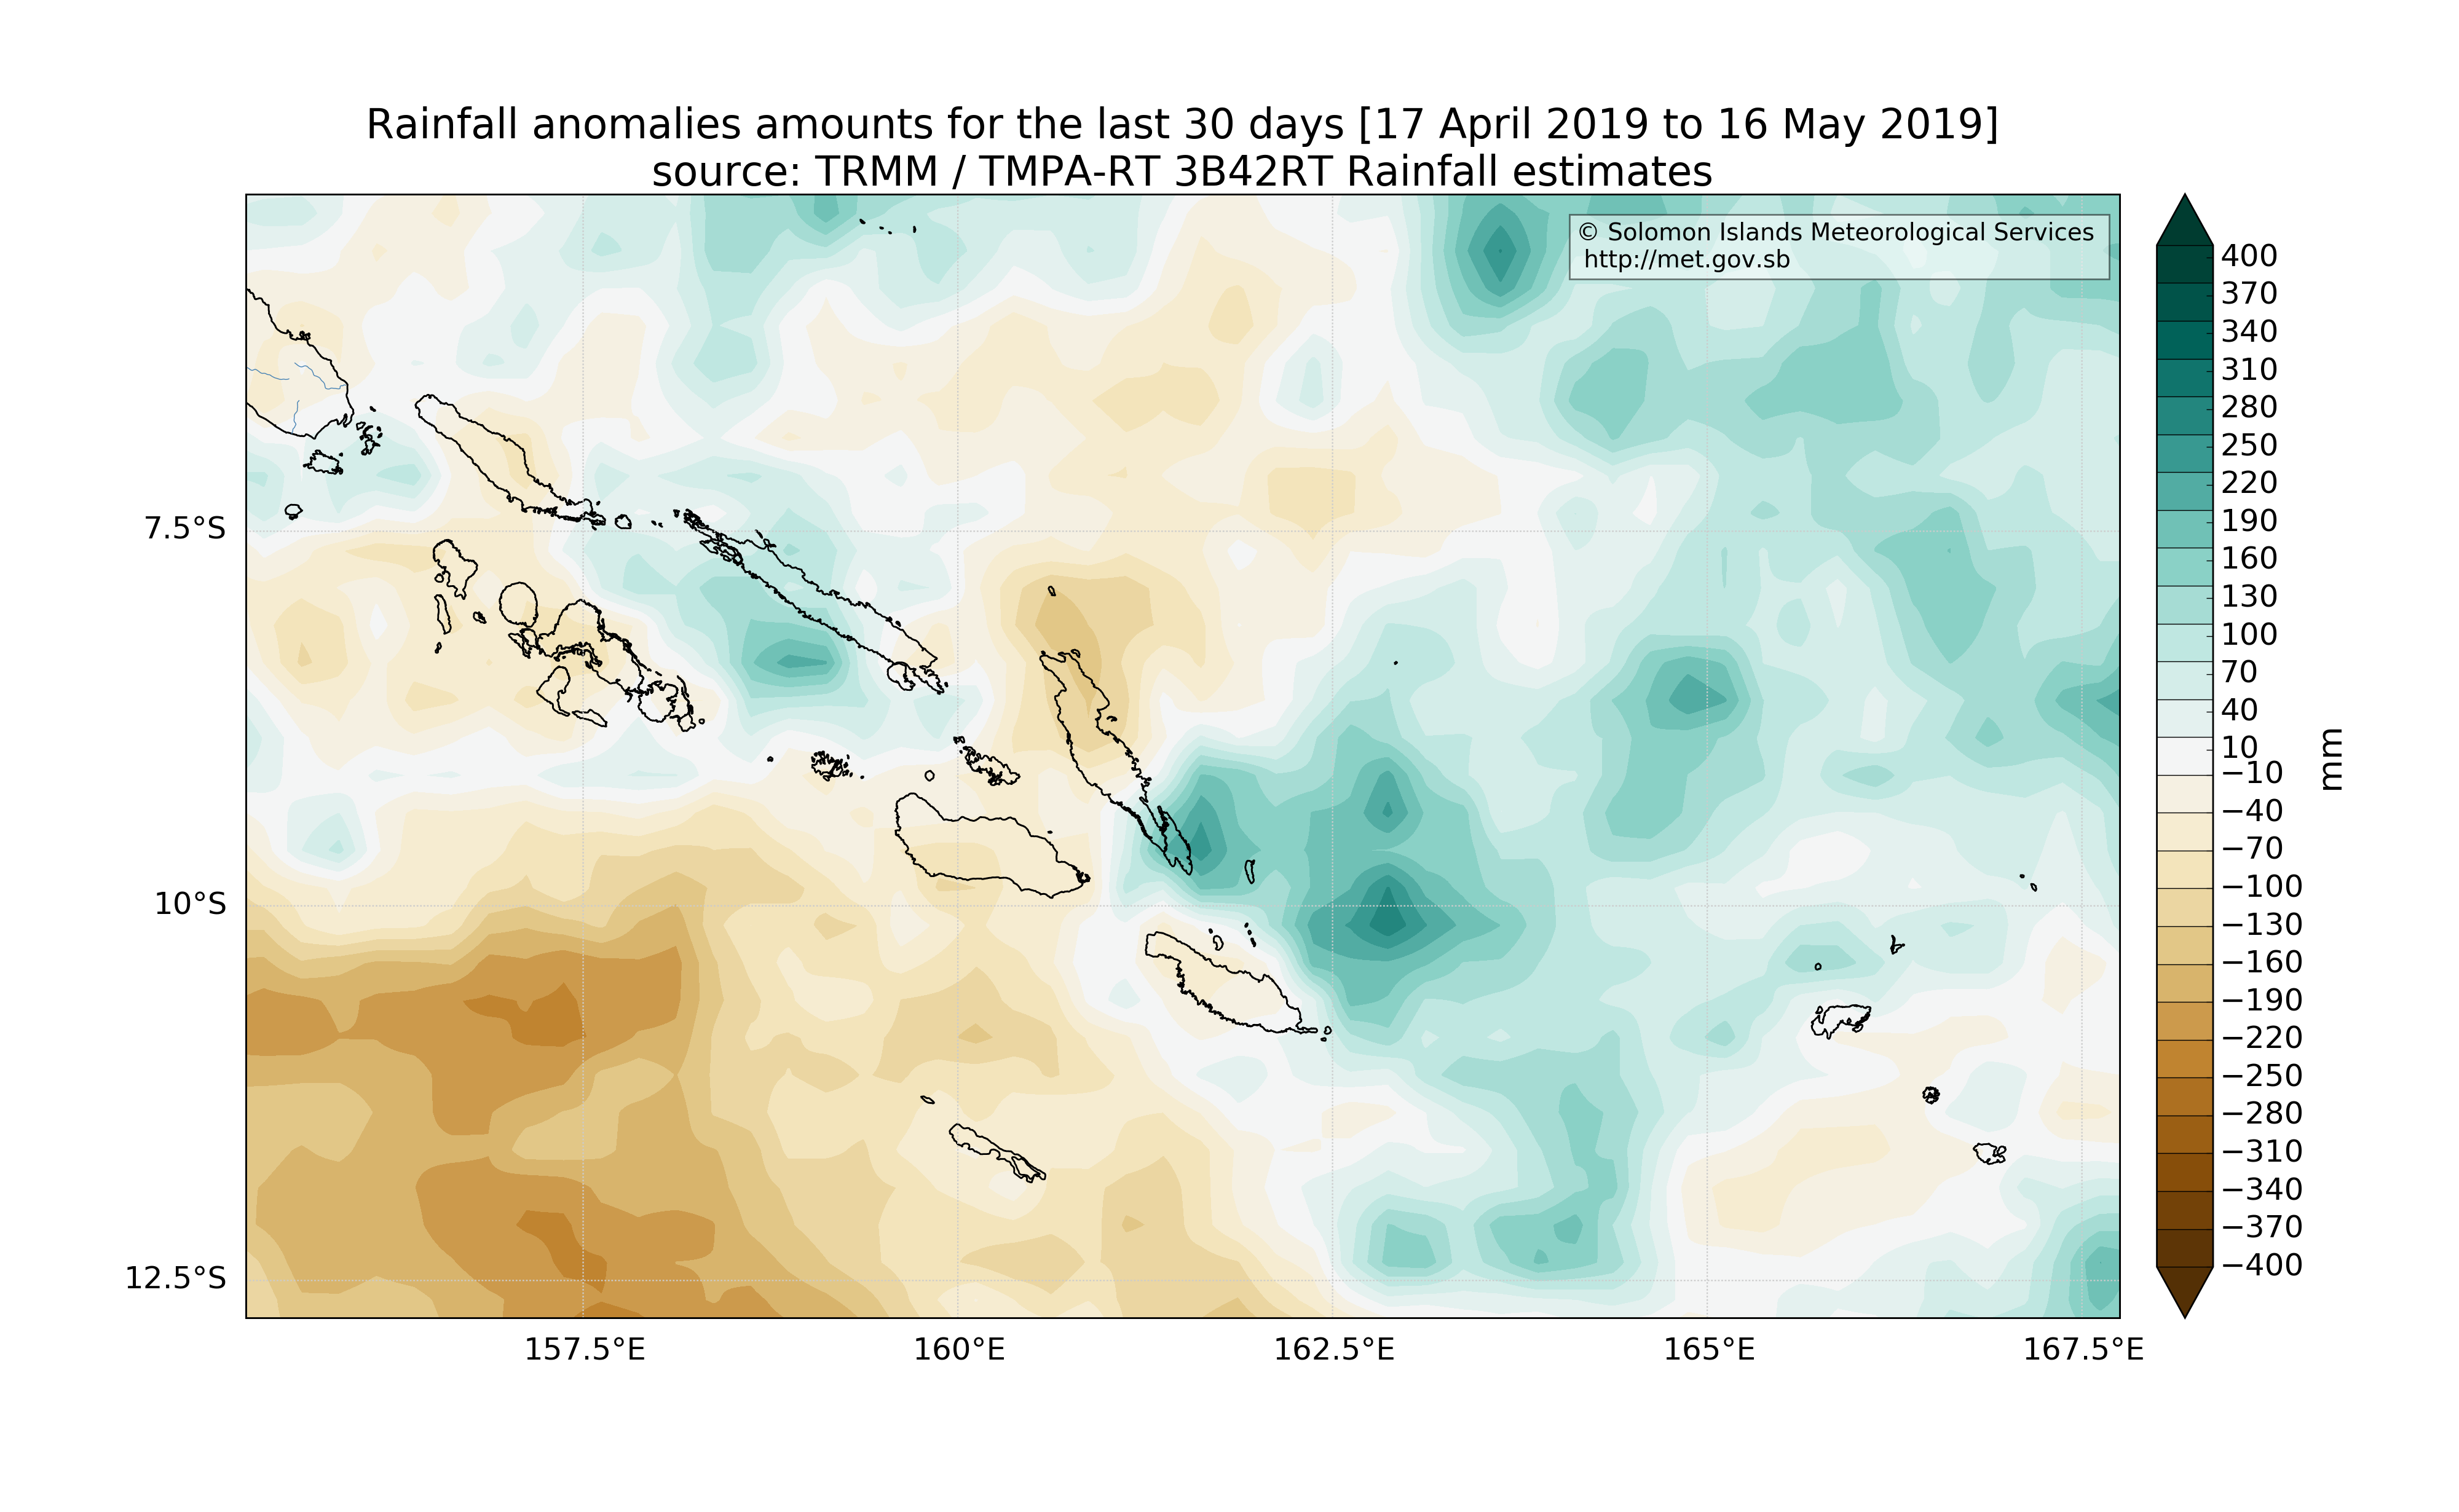 Rainfall anomalies amounts for the last 30 days [17 April 2019 to 16 May 2019]
source: TRMM / TMPA-RT 3B42RT Rainfall estimates
© Solomon Islands Meteorological Services
http://met.gov.sb
7.5°S
10°S
12.5°S
157.5°E
160°E
162.5°E
165°E
167.5°E
400
370
340
310
280
250
220
190
160
130
100
70
40
10
−10
−40
−70
−100
−130
−160
−190
−220
−250
−280
−310
−340
−370
−400
mm